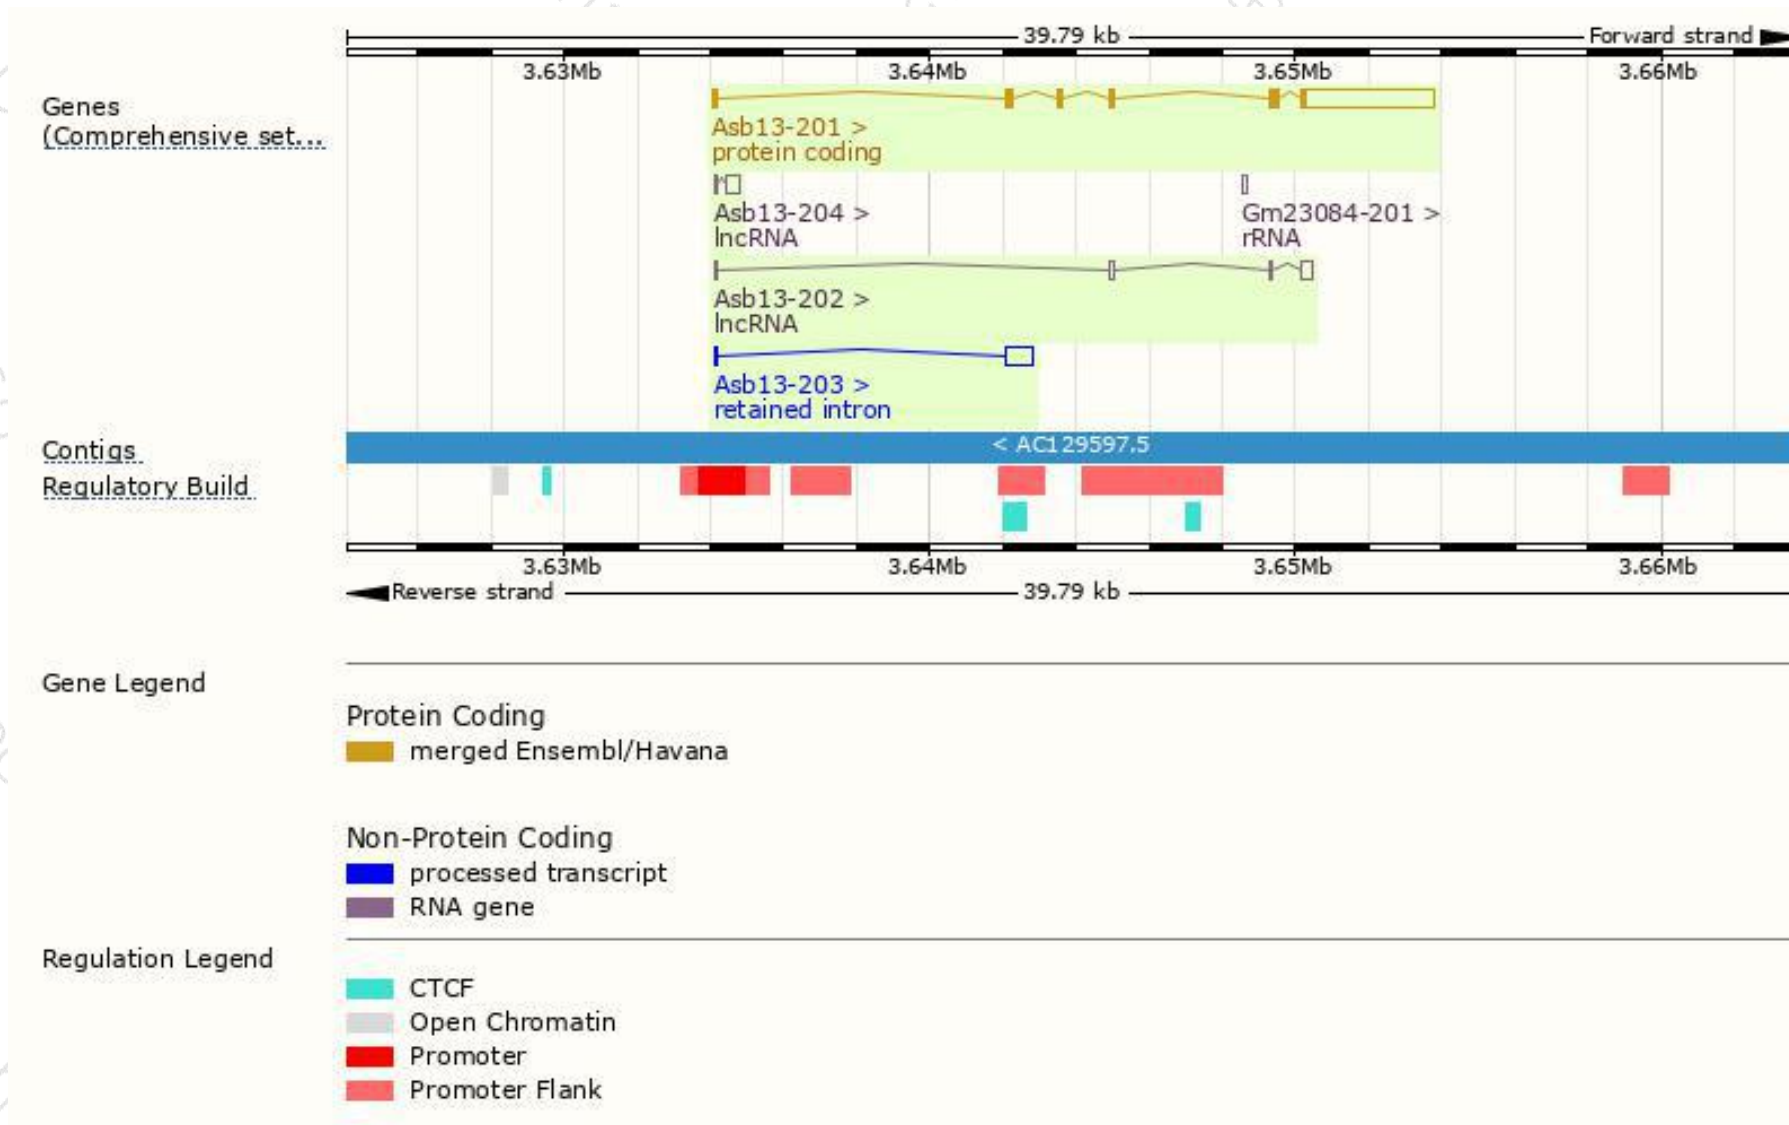 39.79 kb Forward strand
3.63Mb 3.64Mb 3.65Mb 3.66Mb
Genes
(Comprehensive set...
Asb13-201 >
protein coding
Asb13-204 > Gm23084-201 >
lncRNA rRNA
Asb13-202 >
lncRNA
Asb13-203 >
retained intron
Contigs < AC129597.5
Regulatory Build
3.63Mb 3.64Mb 3.65Mb 3.66Mb
Reverse strand 39.79 kb
Gene Legend
Protein Coding
merged Ensembl/Havana
Non-Protein Coding
processed transcript
RNA gene
Regulation Legend
CTCF
Open Chromatin
Promoter
Promoter Flank